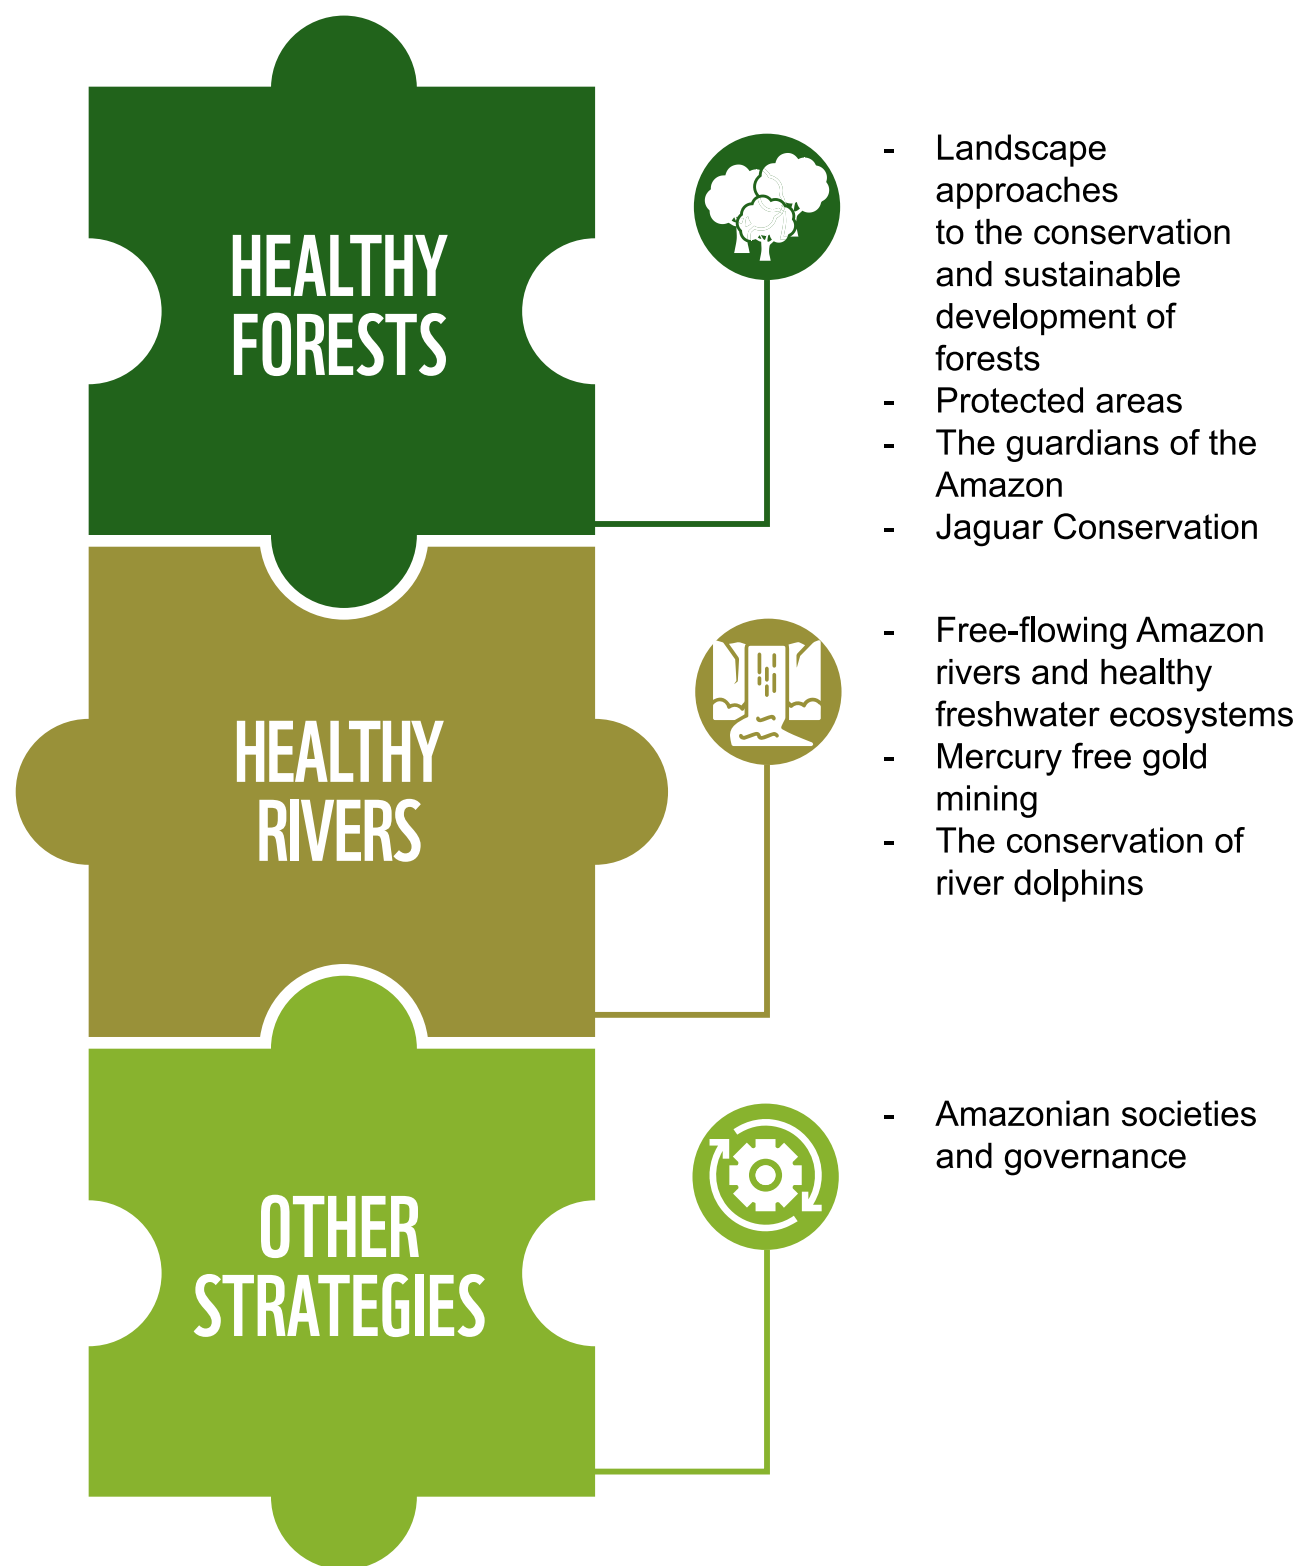 HEALTHY
FORESTS
- Landscape
approaches
to the conservation
and sustainable
development of
forests
- Protected areas
- The guardians of the
Amazon
- Jaguar Conservation
HEALTHY
RIVERS
- Free-flowing Amazon
rivers and healthy
freshwater ecosystems
- Mercury free gold
mining
- The conservation of
river dolphins
OTHER
STRATEGIES
- Amazonian societies
and governance